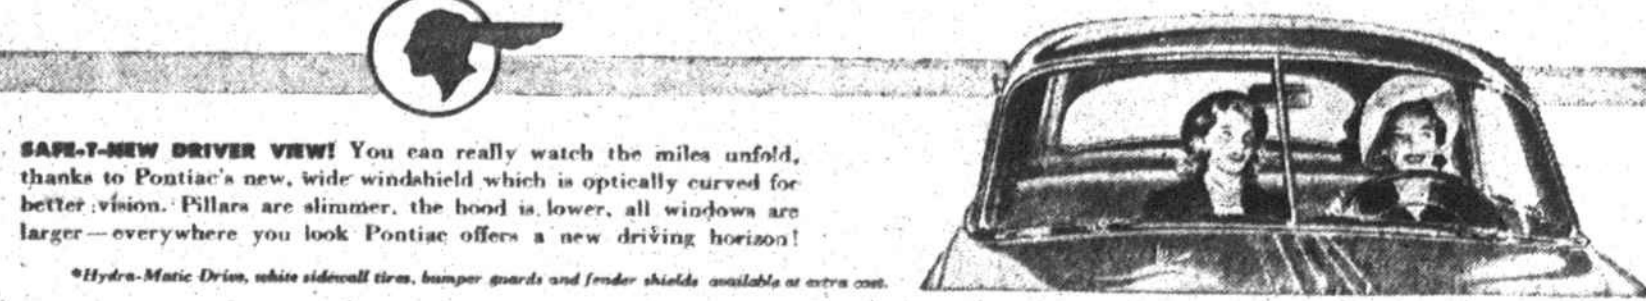 SAFE-T-NEW DRIVER VIEW! You can really watch the miles unfold,
thanks to Pontiac's new, wide windshield which is optically curved for
better vision. Pillars are slimmer, the hood is lower, all windows are
larger—everywhere you look Pontiac offers a new driving horizon!
*Hydra-Matic Drive, white sidewall tires, bumper guards and fender shields available at extra cost.